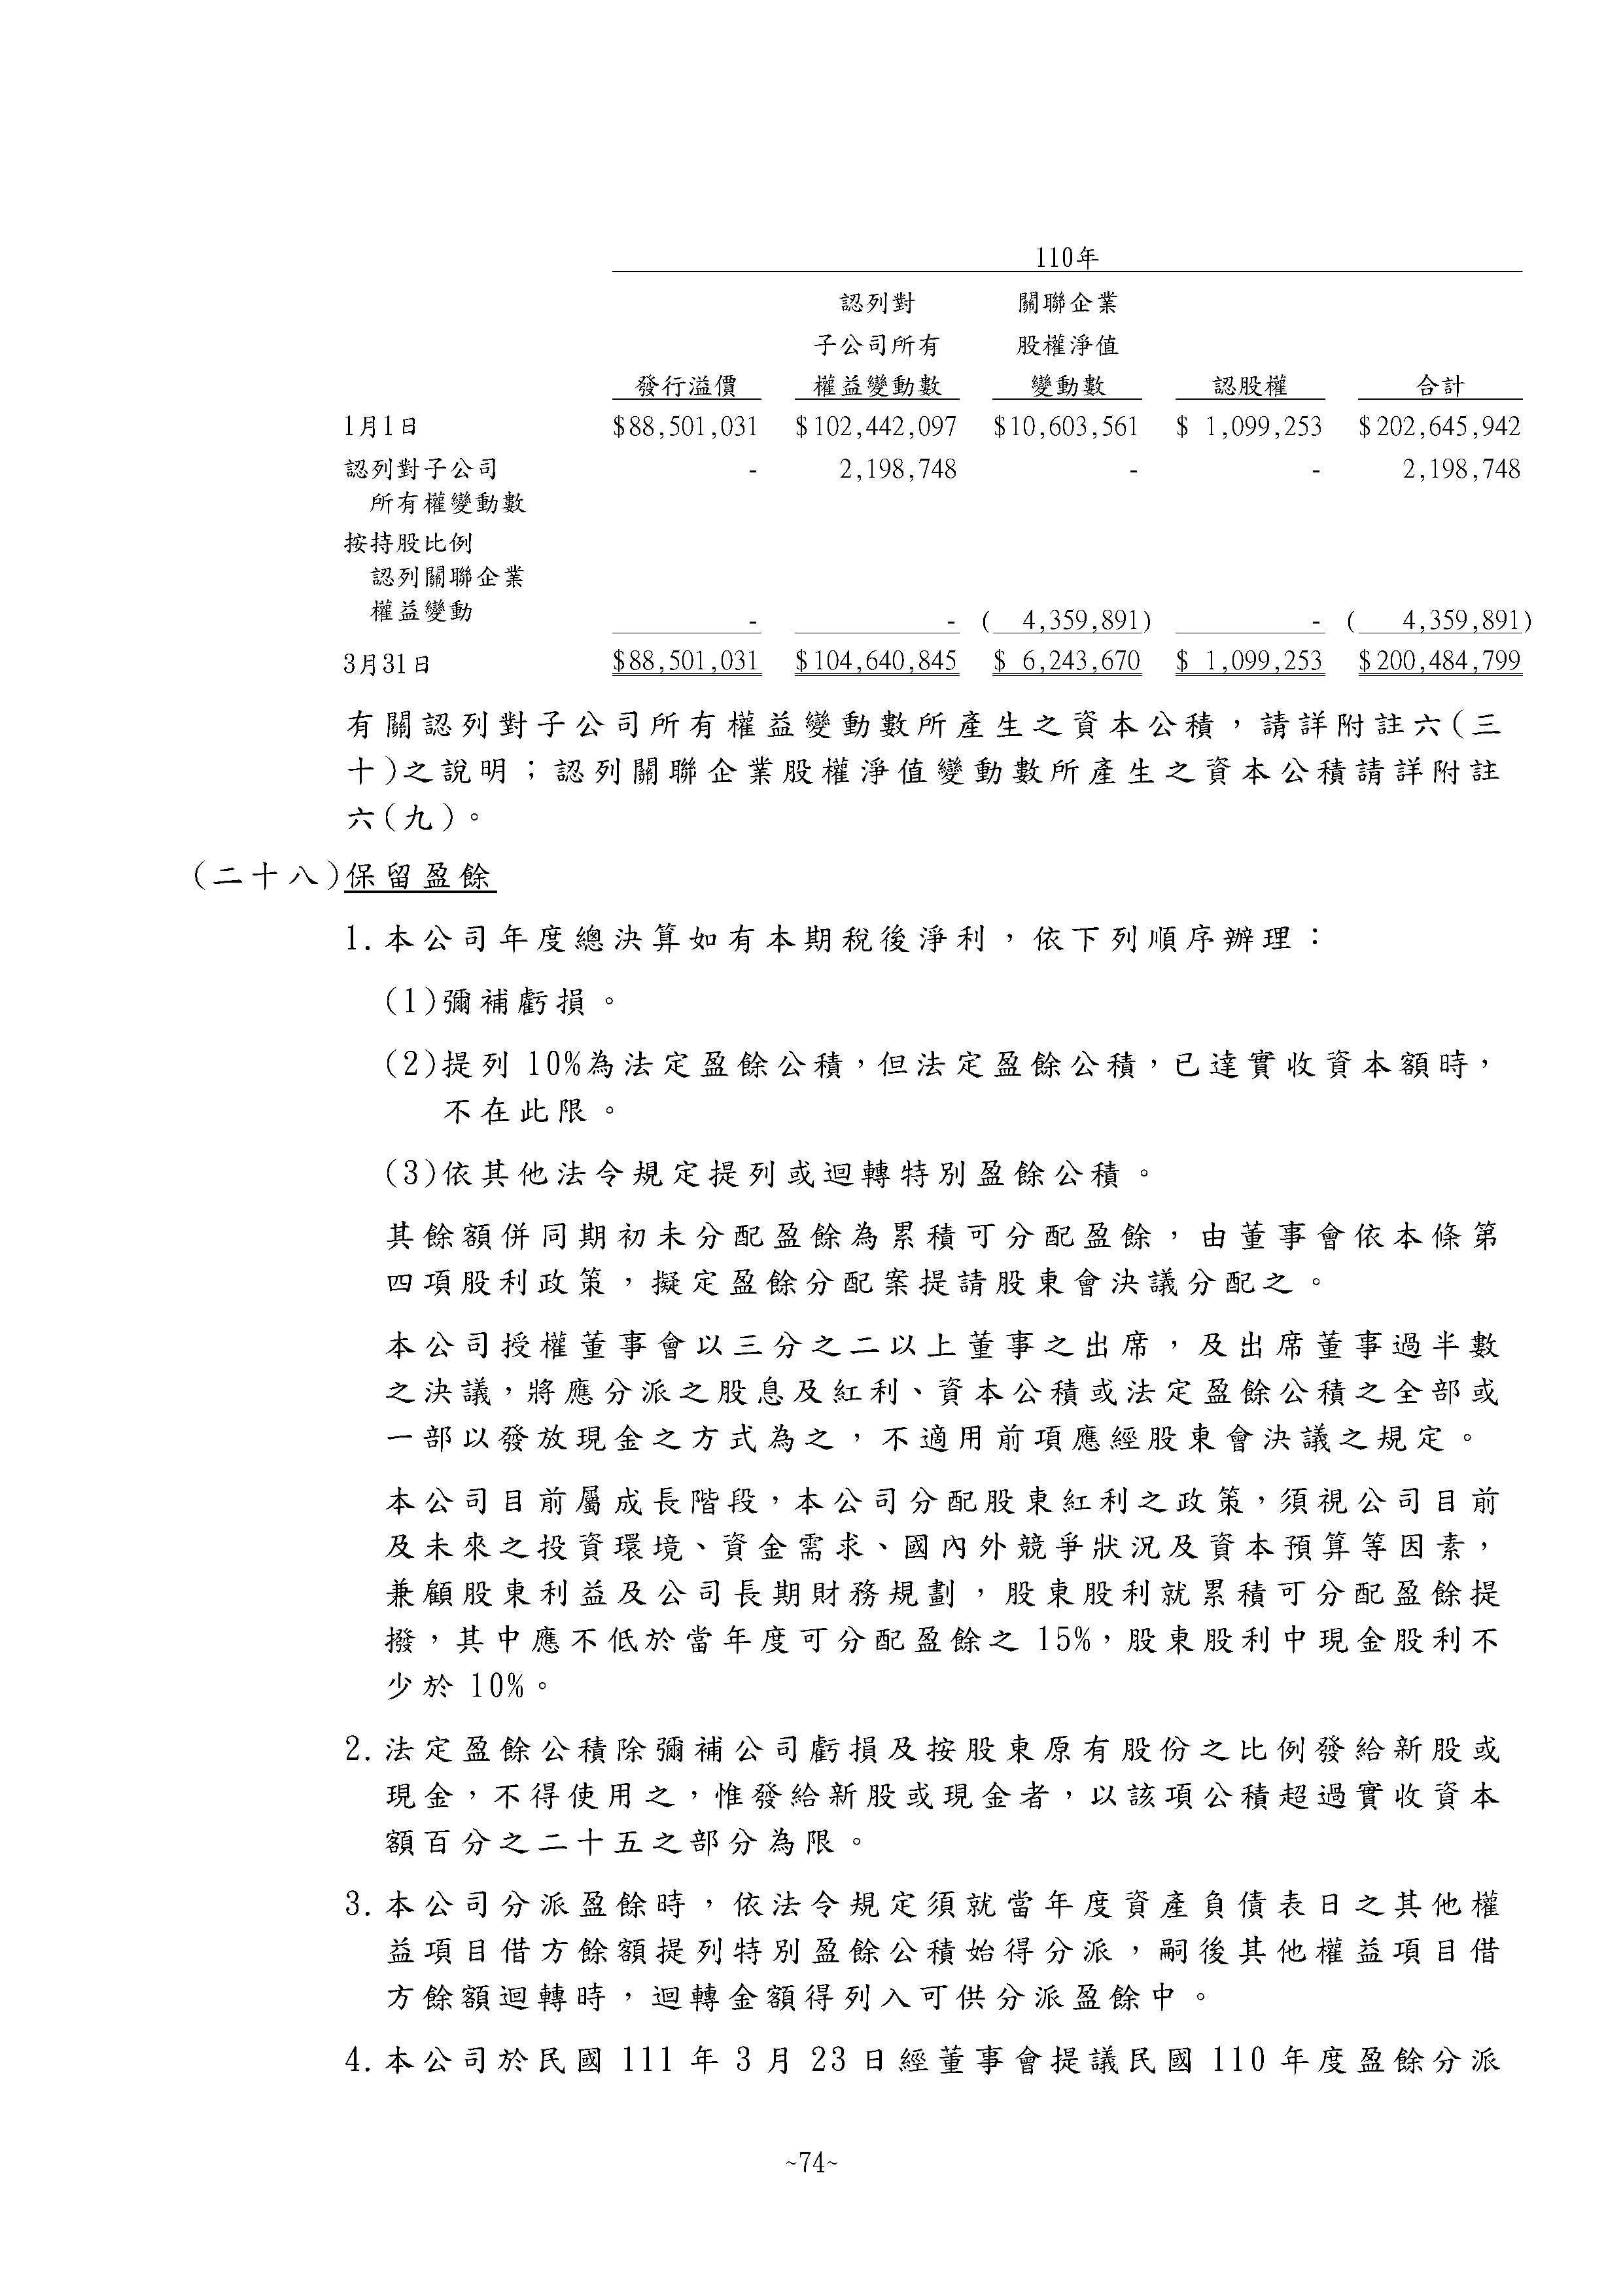 110年
認列對 關聯企業
子公司所有 股權淨值
發行溢價 權益變動數 變動數 認股權 合計
1月1日 $88,501,031 $102,442,097 $10,603,561 $ 1,099,253 $202,645,942
認列對子公司 - 2,198,748 - - 2,198,748
所有權變動數
按持股比例
認列關聯企業
權益變動 - - ( 4,359,891) - ( 4,359,891)
3月31日 $88,501,031 $104,640,845 $ 6,243,670 $ 1,099,253 $200,484,799
有關認列對子公司所有權益變動數所產生之資本公積，請詳附註六(三
十)之說明；認列關聯企業股權淨值變動數所產生之資本公積請詳附註
六(九)。
(二十八)保留盈餘
1.本公司年度總決算如有本期稅後淨利，依下列順序辦理：
(1)彌補虧損。
(2)提列 10%為法定盈餘公積，但法定盈餘公積，已達實收資本額時，
不在此限。
(3)依其他法令規定提列或迴轉特別盈餘公積。
其餘額併同期初未分配盈餘為累積可分配盈餘，由董事會依本條第
四項股利政策，擬定盈餘分配案提請股東會決議分配之。
本公司授權董事會以三分之二以上董事之出席，及出席董事過半數
之決議，將應分派之股息及紅利、資本公積或法定盈餘公積之全部或
一部以發放現金之方式為之，不適用前項應經股東會決議之規定。
本公司目前屬成長階段，本公司分配股東紅利之政策，須視公司目前
及未來之投資環境、資金需求、國內外競爭狀況及資本預算等因素，
兼顧股東利益及公司長期財務規劃，股東股利就累積可分配盈餘提
撥，其中應不低於當年度可分配盈餘之 15%，股東股利中現金股利不
少於 10%。
2.法定盈餘公積除彌補公司虧損及按股東原有股份之比例發給新股或
現金，不得使用之，惟發給新股或現金者，以該項公積超過實收資本
額百分之二十五之部分為限。
3.本公司分派盈餘時，依法令規定須就當年度資產負債表日之其他權
益項目借方餘額提列特別盈餘公積始得分派，嗣後其他權益項目借
方餘額迴轉時，迴轉金額得列入可供分派盈餘中。
4.本公司於民國 111 年 3 月 23 日經董事會提議民國 110 年度盈餘分派
~74~